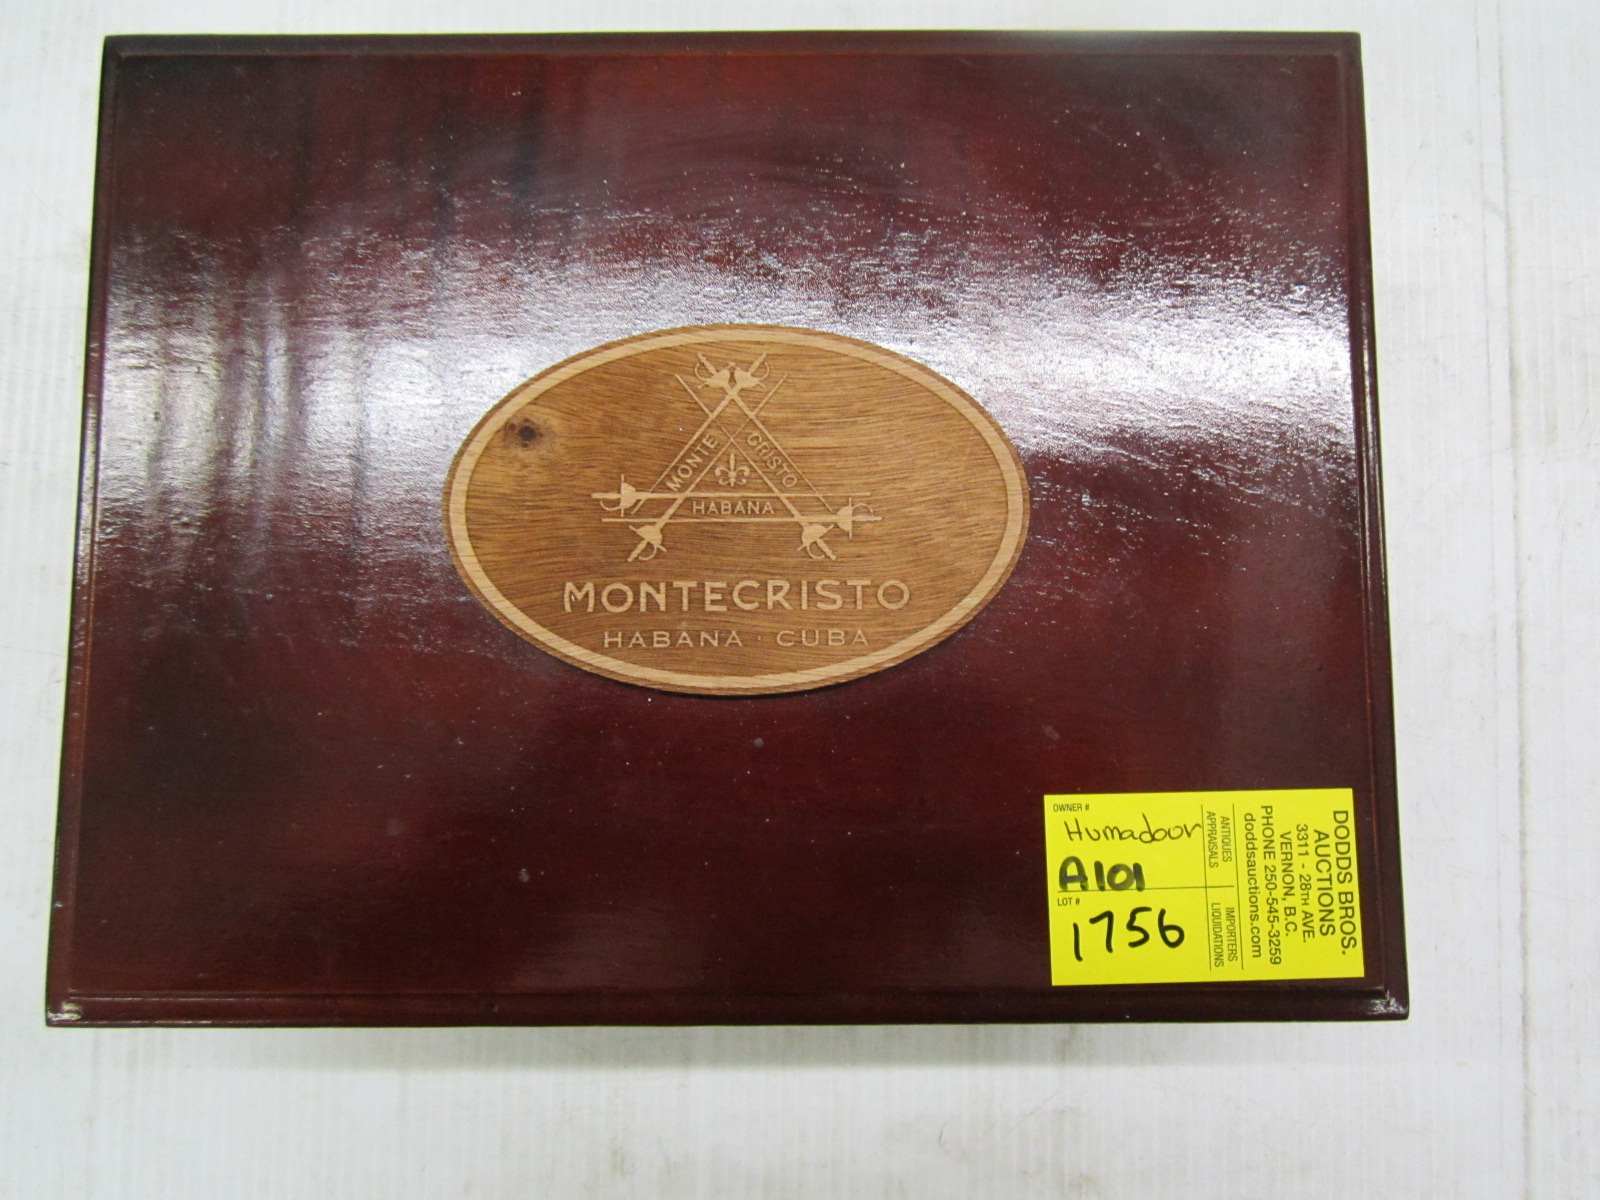 MONTE CRISTO
HABANA
MONTECRISTO
HABANA · CUBA
OWNER #
Humadour
A101
LOT #
1756
ANTIQUES
APPRAISALS
IMPORTERS
LIQUIDATIONS
DODDS BROS.
AUCTIONS
3311 - 28TH AVE.
VERNON, B.C.
PHONE 250-545-3259
doddsauctions.com